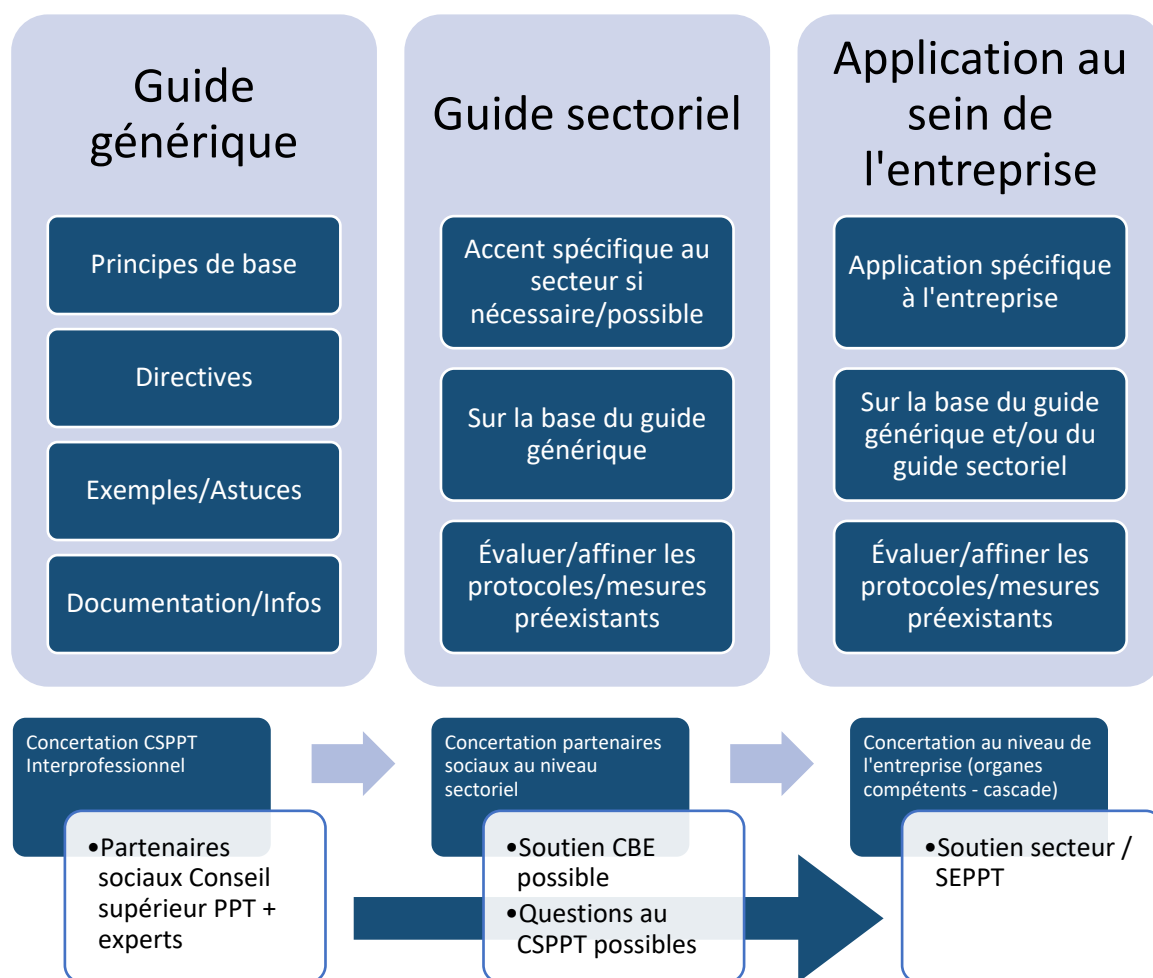 Guide
générique
Principes de base
Directives
Exemples/Astuces
Documentation/Infos
Guide sectoriel
Accent spécifique au
secteur si
nécessaire/possible
Sur la base du guide
générique
Évaluer/affiner les
protocoles/mesures
préexistants
Application au
sein de
l'entreprise
Application spécifique
à l'entreprise
Sur la base du guide
générique et/ou du
guide sectoriel
Évaluer/affiner les
protocoles/mesures
préexistants
Concertation CSPPT
Interprofessionnel
•Partenaires
sociaux Conseil
supérieur PPT +
experts
Concertation partenaires
sociaux au niveau
sectoriel
•Soutien CBE
possible
•Questions au
CSPPT possibles
Concertation au niveau de
l'entreprise (organes
compétents - cascade)
•Soutien secteur /
SEPPT